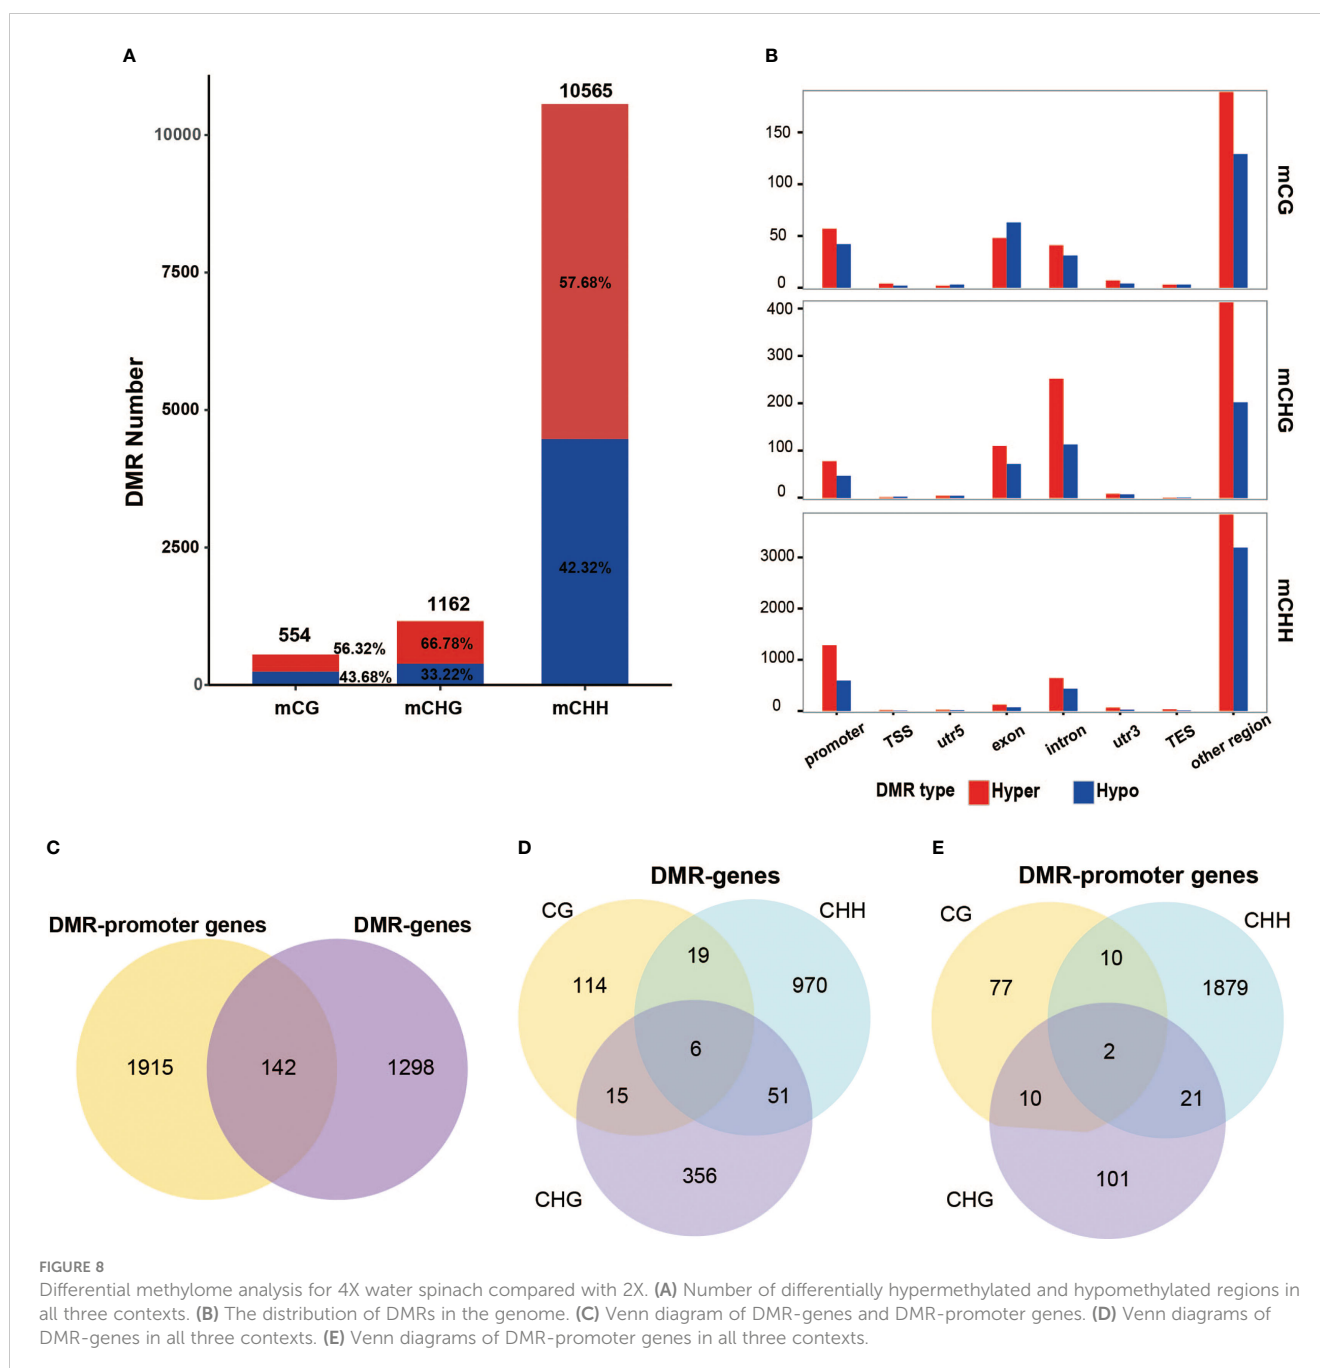 A
10565
10000
57.68%
7500
DMR Number
5000
42.32%
2500
1162
554
56.32%
66.78%
43.68%
33.22%
0
mCG
mCHG
mCHH
B
150
100
50
0
mCG
400
300
200
100
0
mCHG
3000
2000
1000
0
mCHH
promoter
TSS
utr5
exon
intron
utr3
TES
other region
DMR type
Hyper
Hypo
C
DMR-promoter genes
DMR-genes
1915
142
1298
D
DMR-genes
CG
CHH
19
114
970
6
15
51
356
CHG
E
DMR-promoter genes
CG
CHH
10
77
1879
2
10
21
101
CHG
FIGURE 8
Differential methylome analysis for 4X water spinach compared with 2X. (A) Number of differentially hypermethylated and hypomethylated regions in
all three contexts. (B) The distribution of DMRs in the genome. (C) Venn diagram of DMR-genes and DMR-promoter genes. (D) Venn diagrams of
DMR-genes in all three contexts. (E) Venn diagrams of DMR-promoter genes in all three contexts.